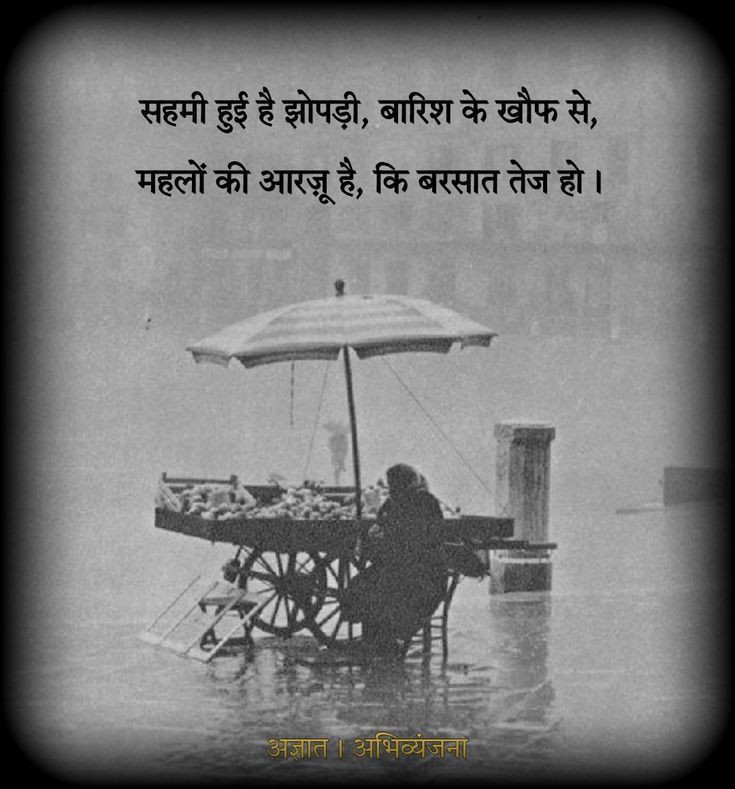 सहमी हुई है झोपड़ी, बारिश के खौफ से,
महलों की आरज़ू है, कि बरसात तेज हो ।
अज्ञात । अभिव्यंजना